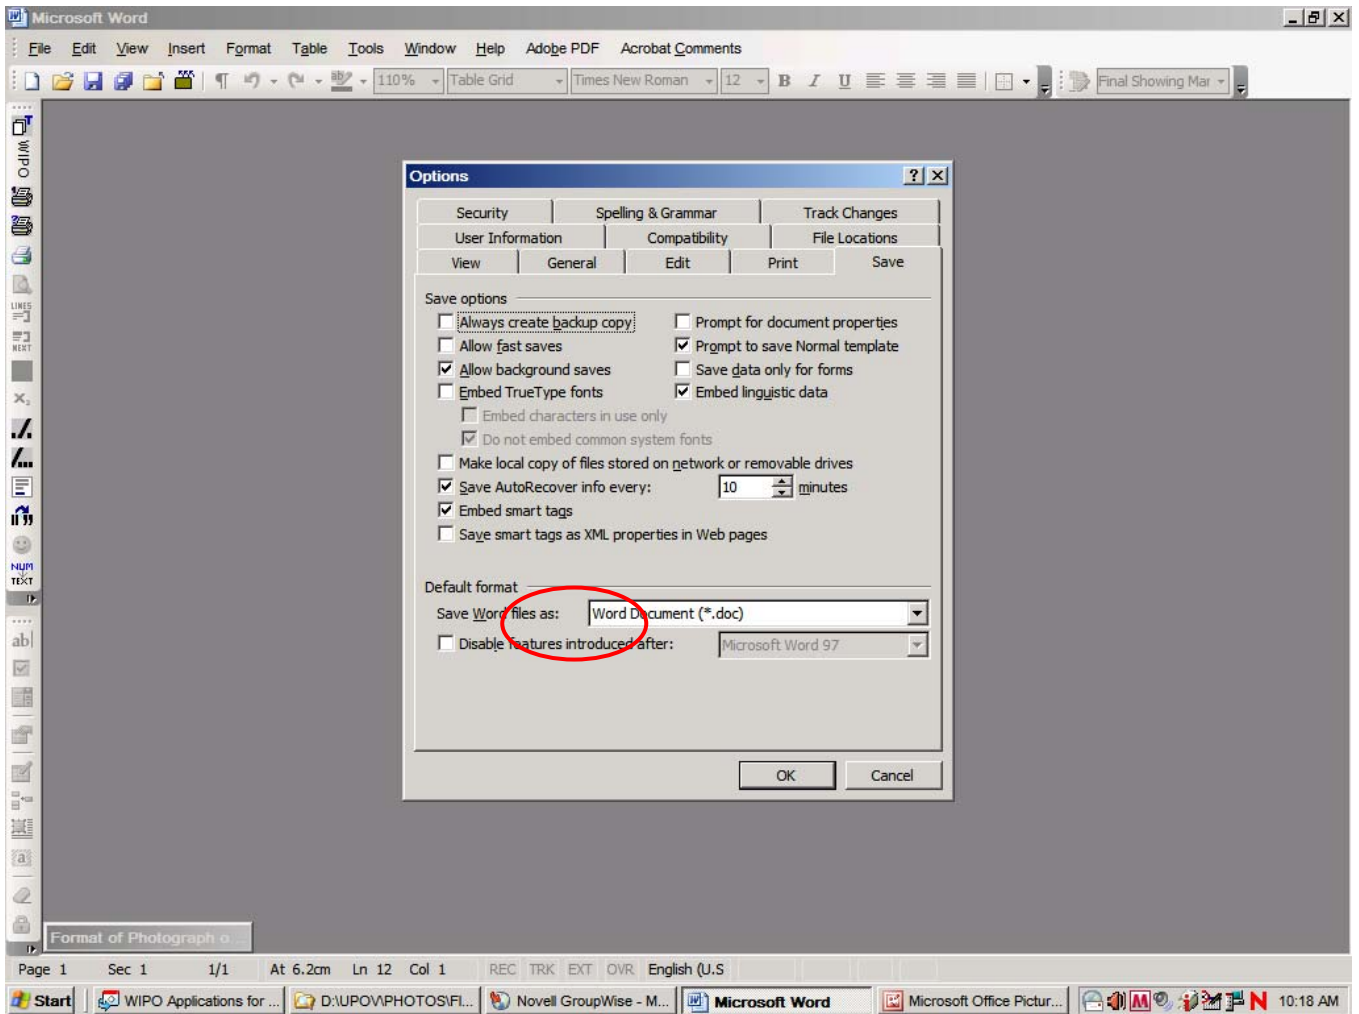 Microsoft Word
File Edit View Insert Format Table Tools Window Help Adobe PDF Acrobat Comments
110% Table Grid Times New Roman 12 B I U Final Showing Mar
WIPO
LINES
NEXT
X₂
NUM
TEXT
ab|
a
Options
Security Spelling & Grammar Track Changes
User Information Compatibility File Locations
View General Edit Print Save
Save options
Always create backup copy Prompt for document properties
Allow fast saves Prompt to save Normal template
Allow background saves Save data only for forms
Embed TrueType fonts Embed linguistic data
Embed characters in use only
Do not embed common system fonts
Make local copy of files stored on network or removable drives
Save AutoRecover info every: 10 minutes
Embed smart tags
Save smart tags as XML properties in Web pages
Default format
Save Word files as: Word Document (*.doc)
Disable features introduced after: Microsoft Word 97
OK Cancel
Format of Photograph o...
Page 1 Sec 1 1/1 At 6.2cm Ln 12 Col 1 REC TRK EXT OVR English (U.S
Start WIPO Applications for ... D:\UPOV\PHOTOS\FI... Novell GroupWise - M... Microsoft Word Microsoft Office Pictur... M N 10:18 AM